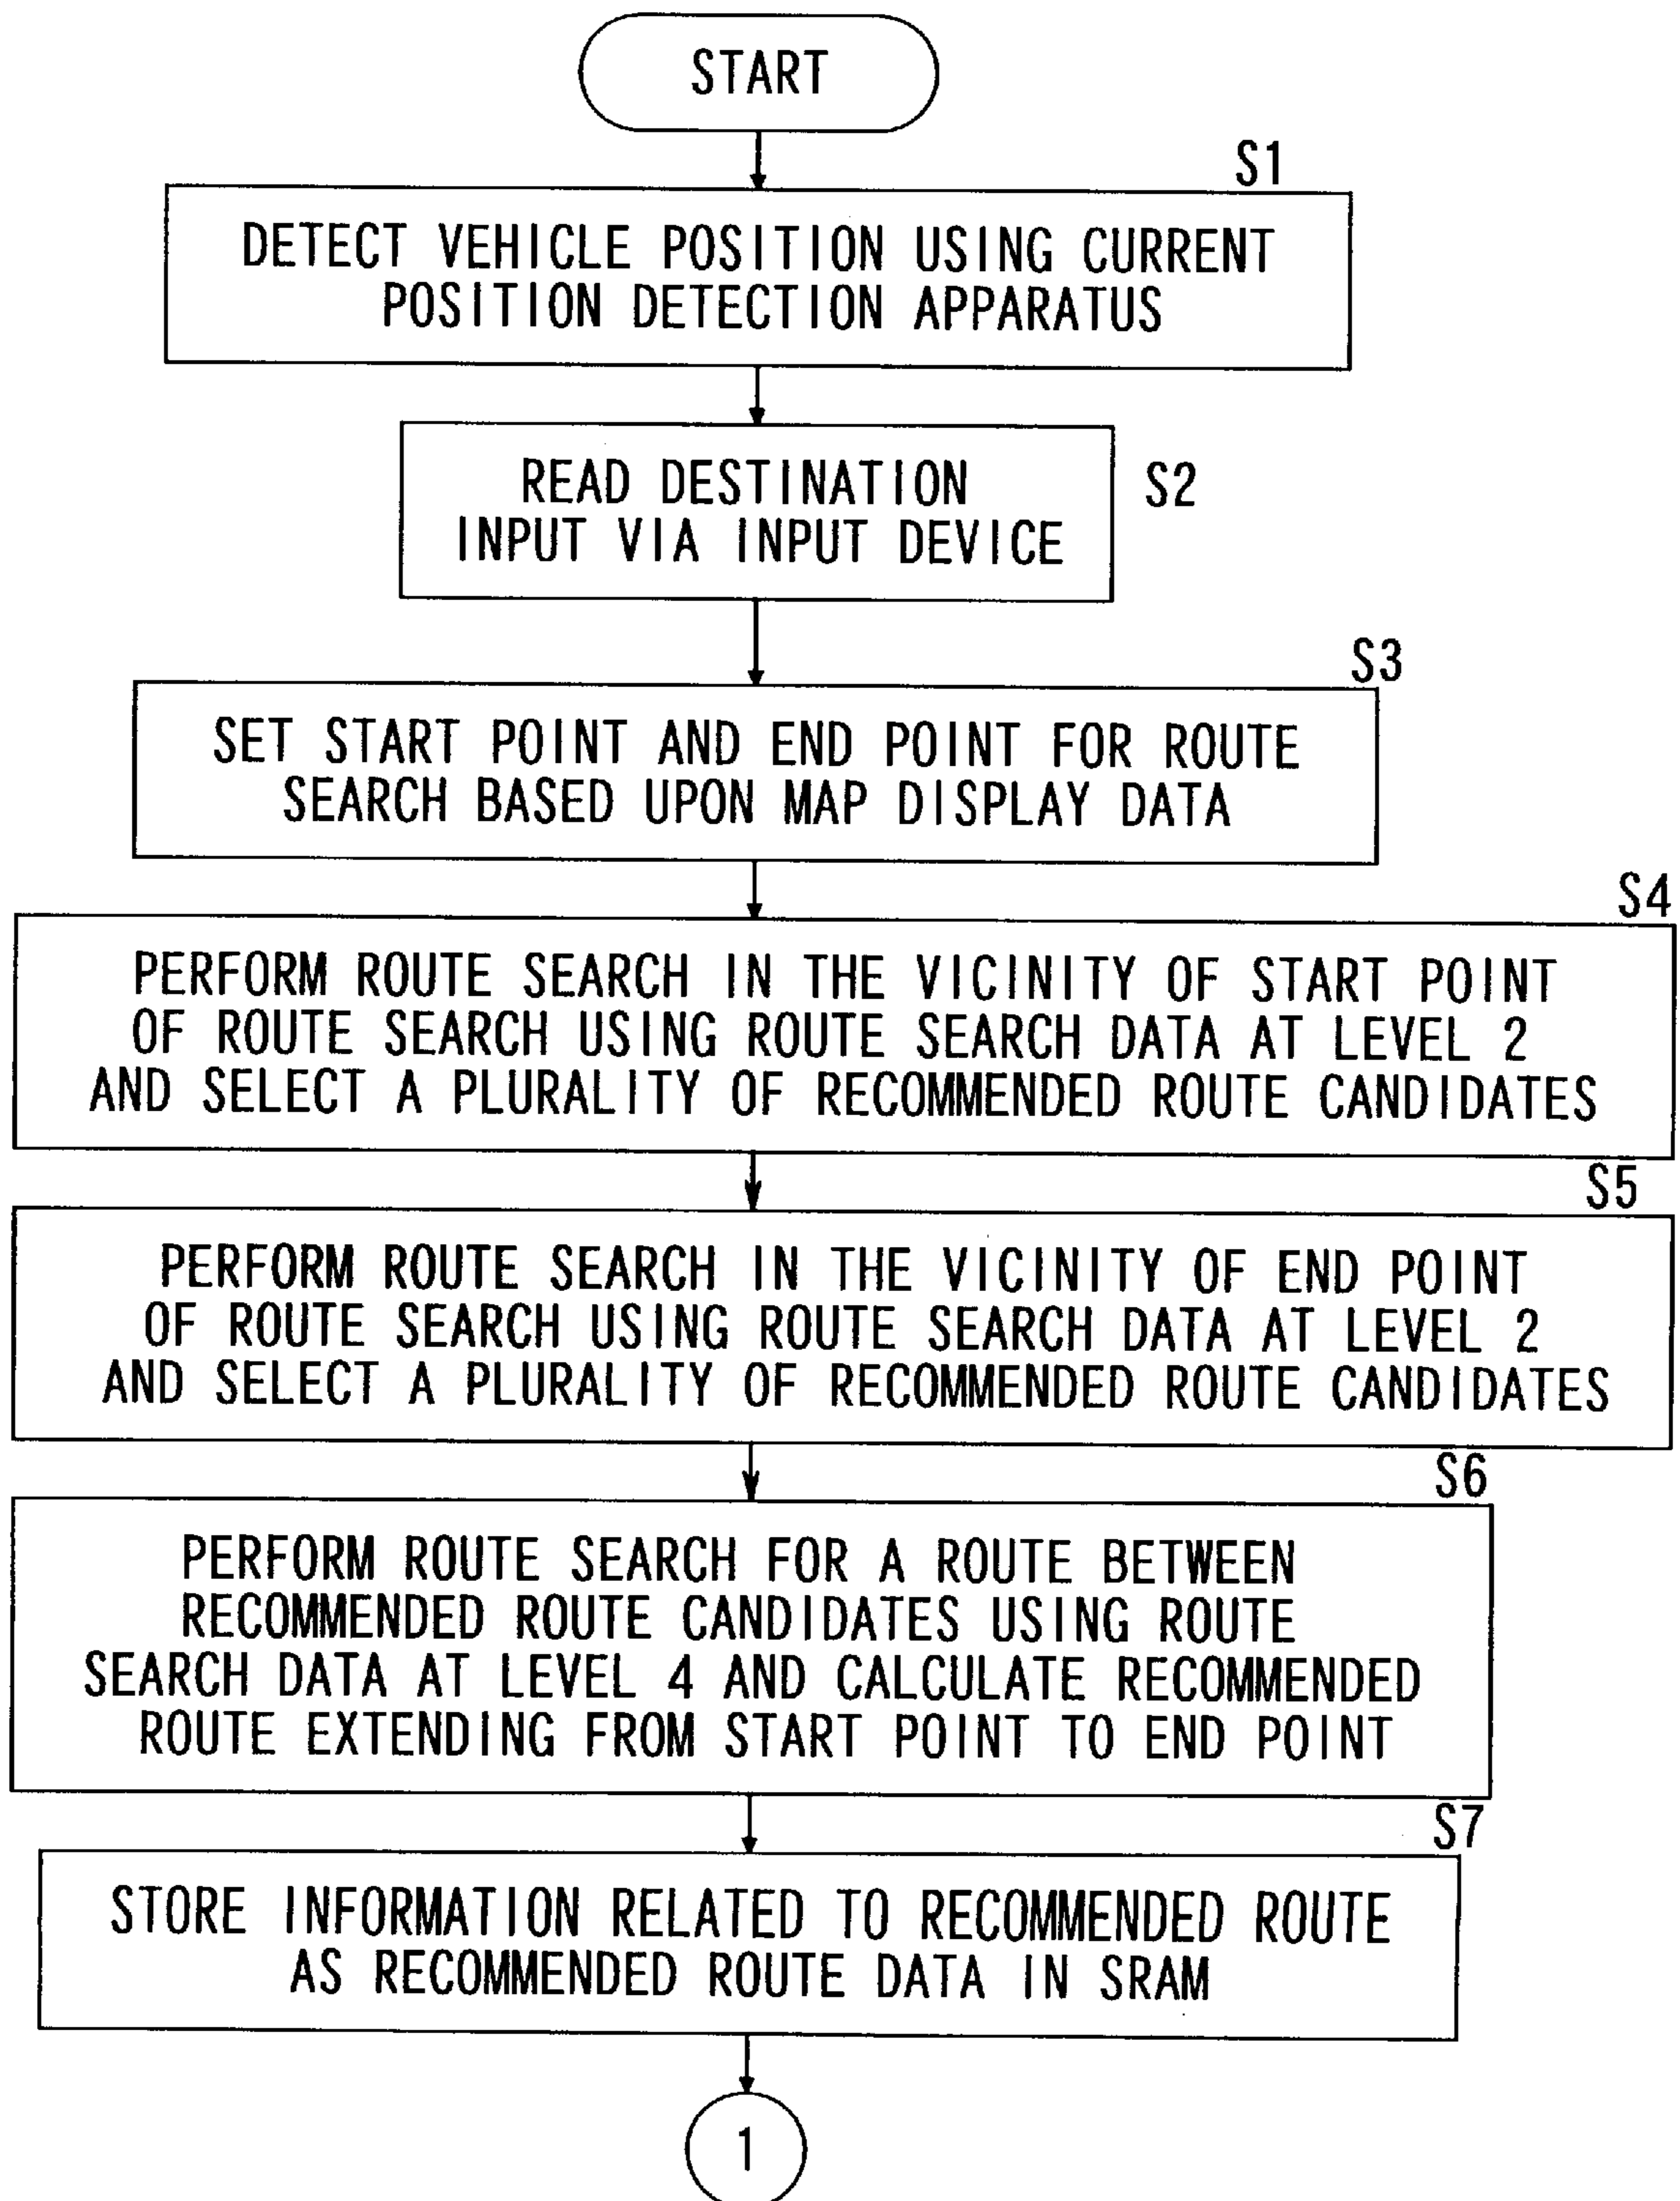 START
S1
DETECT VEHICLE POSITION USING CURRENT
POSITION DETECTION APPARATUS
READ DESTINATION
INPUT VIA INPUT DEVICE
S2
S3
SET START POINT AND END POINT FOR ROUTE
SEARCH BASED UPON MAP DISPLAY DATA
S4
PERFORM ROUTE SEARCH IN THE VICINITY OF START POINT
OF ROUTE SEARCH USING ROUTE SEARCH DATA AT LEVEL 2
AND SELECT A PLURALITY OF RECOMMENDED ROUTE CANDIDATES
S5
PERFORM ROUTE SEARCH IN THE VICINITY OF END POINT
OF ROUTE SEARCH USING ROUTE SEARCH DATA AT LEVEL 2
AND SELECT A PLURALITY OF RECOMMENDED ROUTE CANDIDATES
S6
PERFORM ROUTE SEARCH FOR A ROUTE BETWEEN
RECOMMENDED ROUTE CANDIDATES USING ROUTE
SEARCH DATA AT LEVEL 4 AND CALCULATE RECOMMENDED
ROUTE EXTENDING FROM START POINT TO END POINT
S7
STORE INFORMATION RELATED TO RECOMMENDED ROUTE
AS RECOMMENDED ROUTE DATA IN SRAM
1